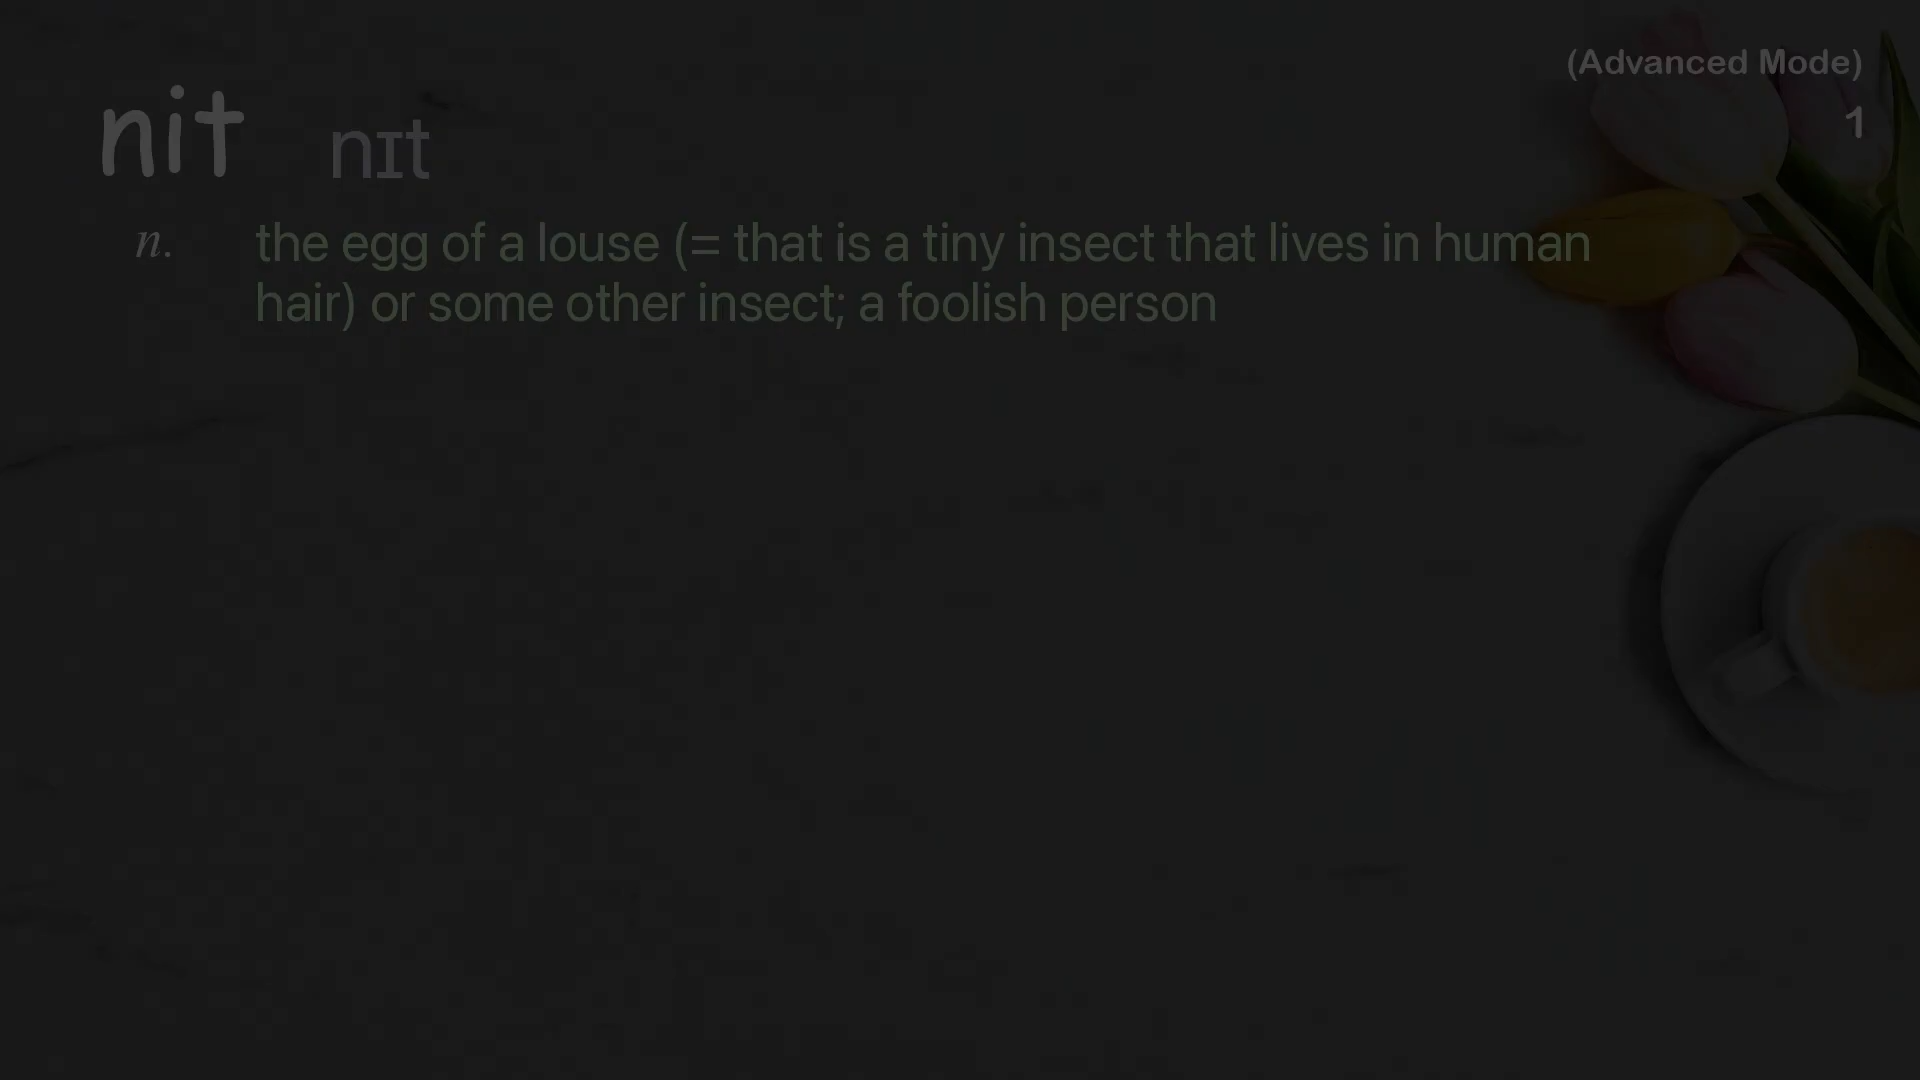 (Advanced Mode)
nit nɪt
1
n. the egg of a louse (= that is a tiny insect that lives in human
hair) or some other insect; a foolish person